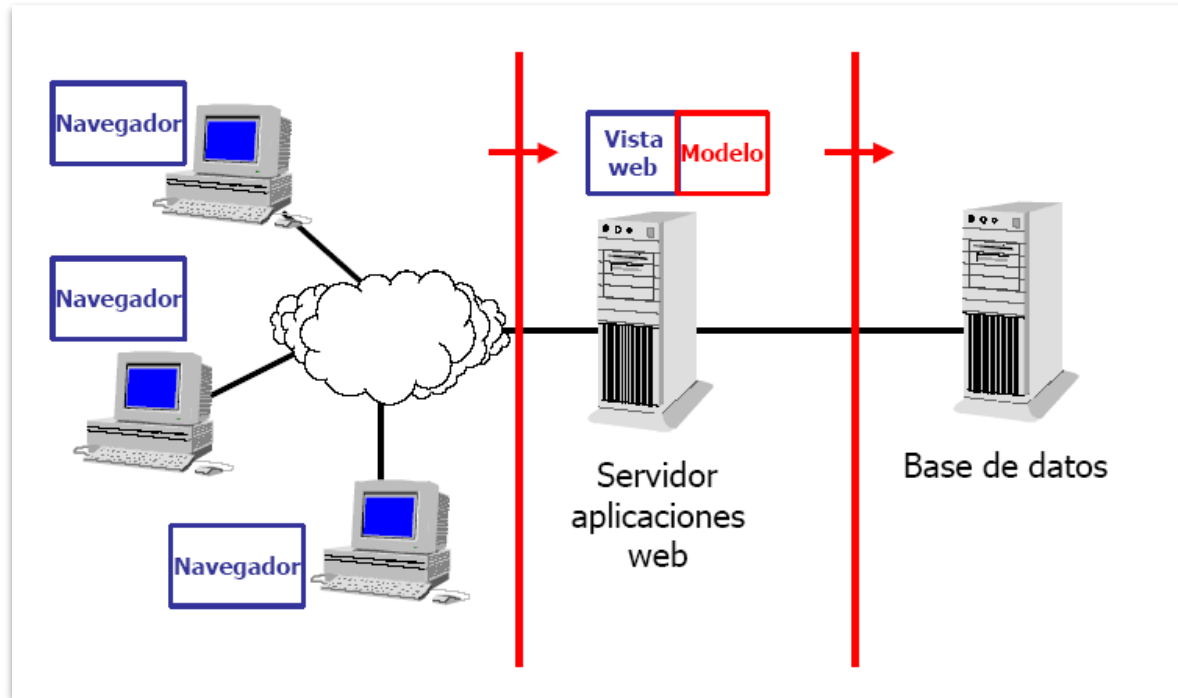 Navegador
Vista
web
Modelo
Navegador
Navegador
Servidor
aplicaciones
web
Base de datos